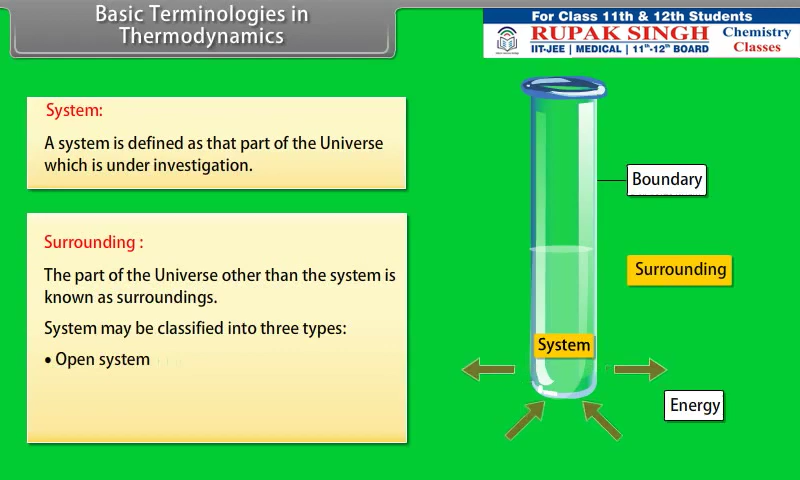 Basic Terminologies in
Thermodynamics
For Class 11th & 12th Students
RUPAK SINGH
IIT-JEE | MEDICAL | 11th-12th BOARD
Chemistry
Classes
System:
A system is defined as that part of the Universe
which is under investigation.
Surrounding :
The part of the Universe other than the system is
known as surroundings.
System may be classified into three types:
• Open system
Boundary
Surrounding
System
Energy